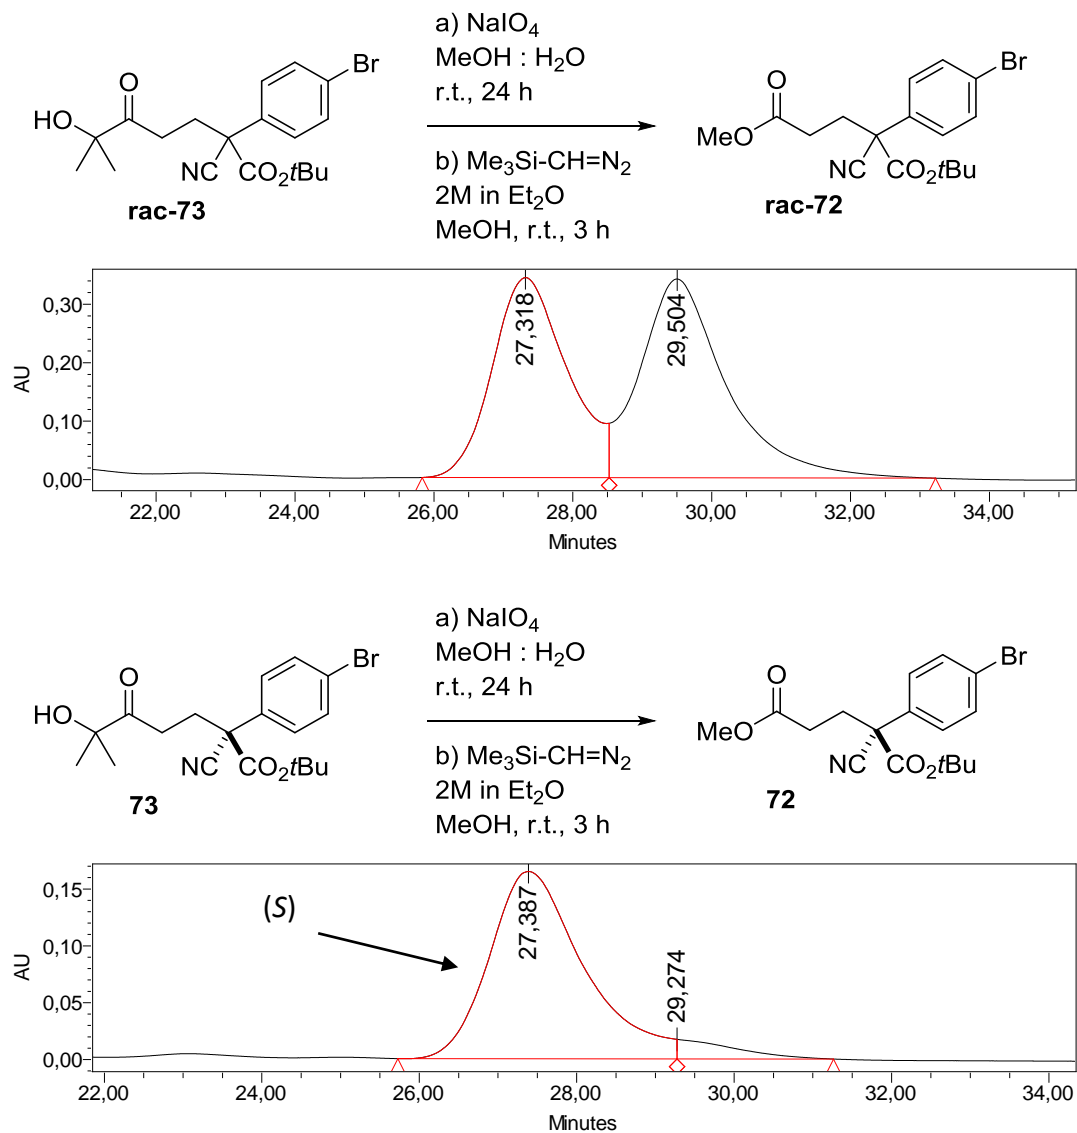 a) NaIO₄
MeOH : H₂O
r.t., 24 h
b) Me₃Si-CH=N₂
2M in Et₂O
MeOH, r.t., 3 h
HO
O
Br
NC
CO₂tBu
rac-73
O
MeO
Br
NC
CO₂tBu
rac-72
AU
0,30
0,20
0,10
0,00
27,318
29,504
22,00 24,00 26,00 28,00 30,00 32,00 34,00
Minutes
a) NaIO₄
MeOH : H₂O
r.t., 24 h
b) Me₃Si-CH=N₂
2M in Et₂O
MeOH, r.t., 3 h
HO
O
Br
NC
CO₂tBu
73
O
MeO
Br
NC
CO₂tBu
72
AU
0,15
0,10
0,05
0,00
(S)
27,387
29,274
22,00 24,00 26,00 28,00 30,00 32,00 34,00
Minutes